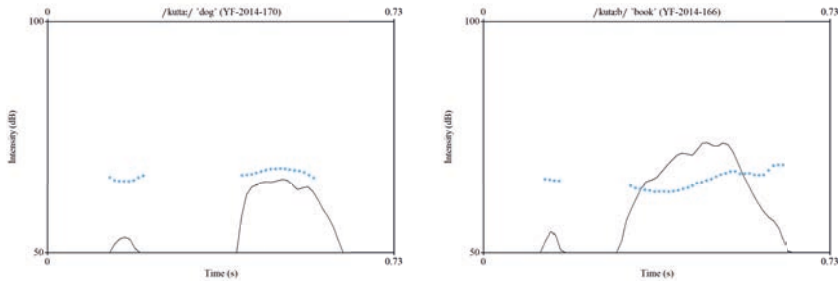 0 /kutta:/ 'dog' (YF-2014-170) 0.73
100
Intensity (dB)
50
0 0.73
Time (s)
0 /kuta:b/ 'book' (YF-2014-166) 0.73
100
Intensity (dB)
50
0 0.73
Time (s)